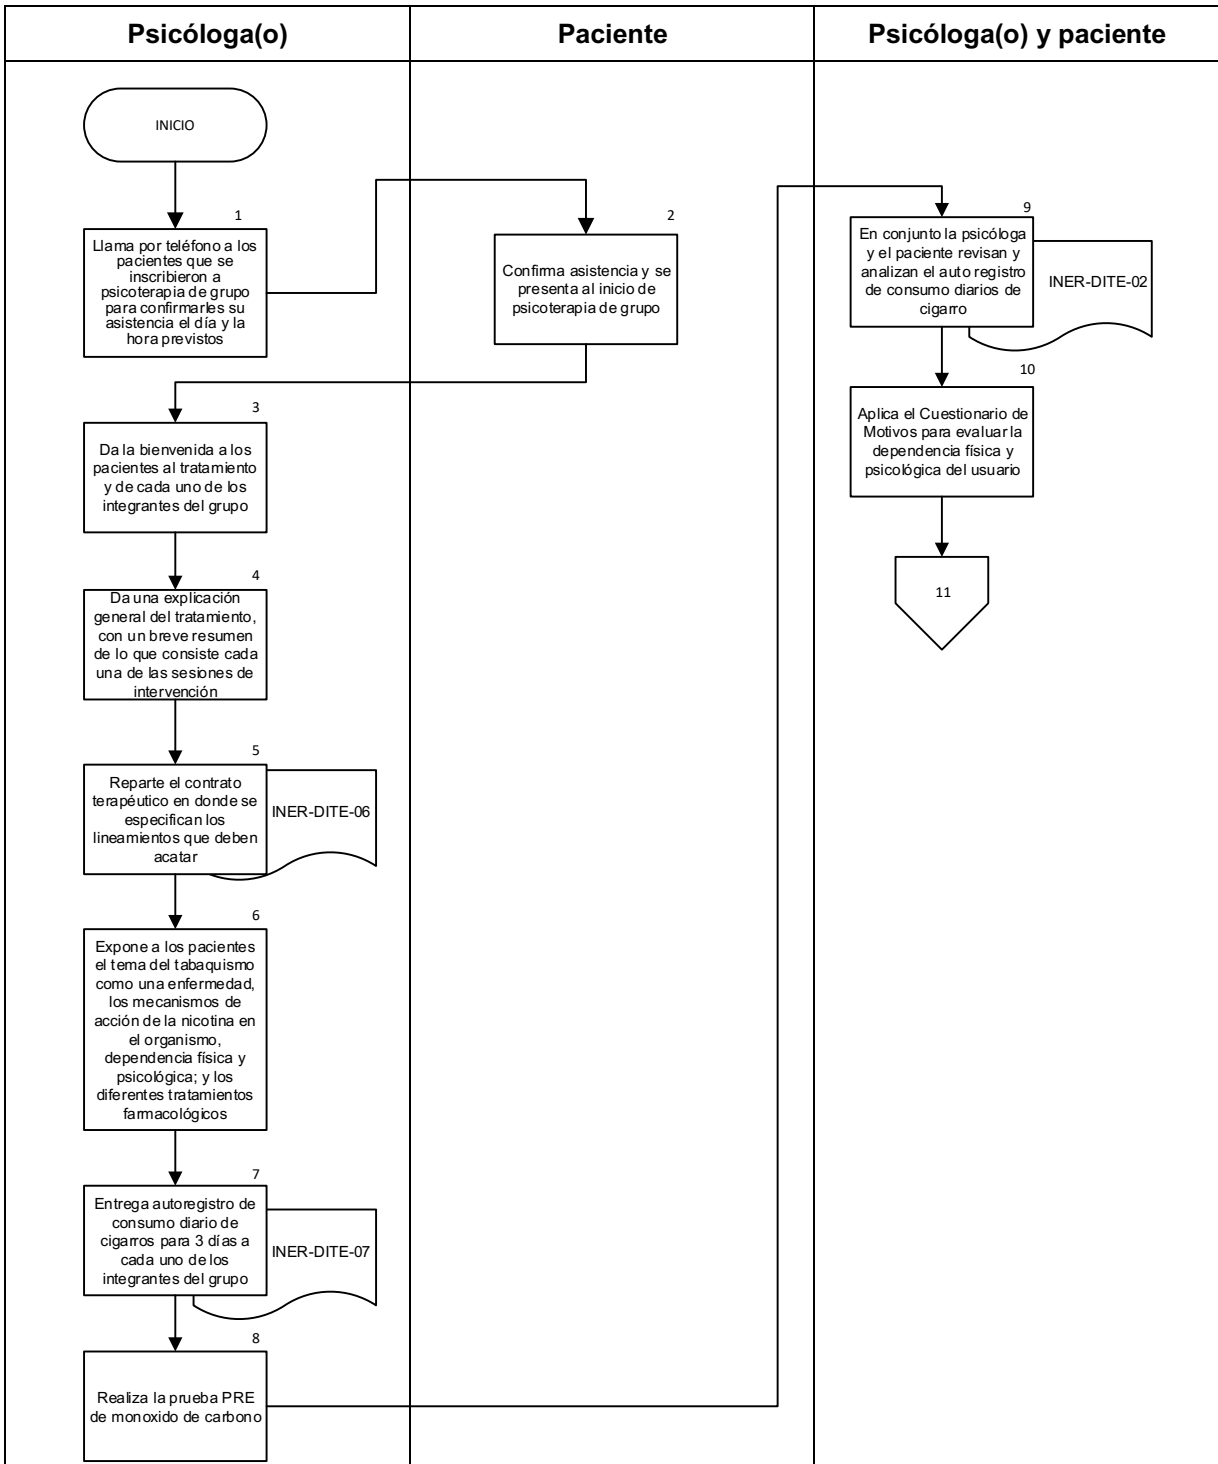 Psicóloga(o)
Paciente
Psicóloga(o) y paciente
INICIO
1
Llama por teléfono a los
pacientes que se
inscribieron a
psicoterapia de grupo
para confirmarles su
asistencia el día y la
hora previstos
2
Confirma asistencia y se
presenta al inicio de
psicoterapia de grupo
3
Da la bienvenida a los
pacientes al tratamiento
y de cada uno de los
integrantes del grupo
4
Da una explicación
general del tratamiento,
con un breve resumen
de lo que consiste cada
una de las sesiones de
intervención
5
Reparte el contrato
terapéutico en donde se
especifican los
lineamientos que deben
acatar
INER-DITE-06
6
Expone a los pacientes
el tema del tabaquismo
como una enfermedad,
los mecanismos de
acción de la nicotina en
el organismo,
dependencia física y
psicológica; y los
diferentes tratamientos
farmacológicos
7
Entrega autoregistro de
consumo diario de
cigarros para 3 días a
cada uno de los
integrantes del grupo
INER-DITE-07
8
Realiza la prueba PRE
de monoxido de carbono
9
En conjunto la psicóloga
y el paciente revisan y
analizan el auto registro
de consumo diarios de
cigarro
INER-DITE-02
10
Aplica el Cuestionario de
Motivos para evaluar la
dependencia física y
psicológica del usuario
11